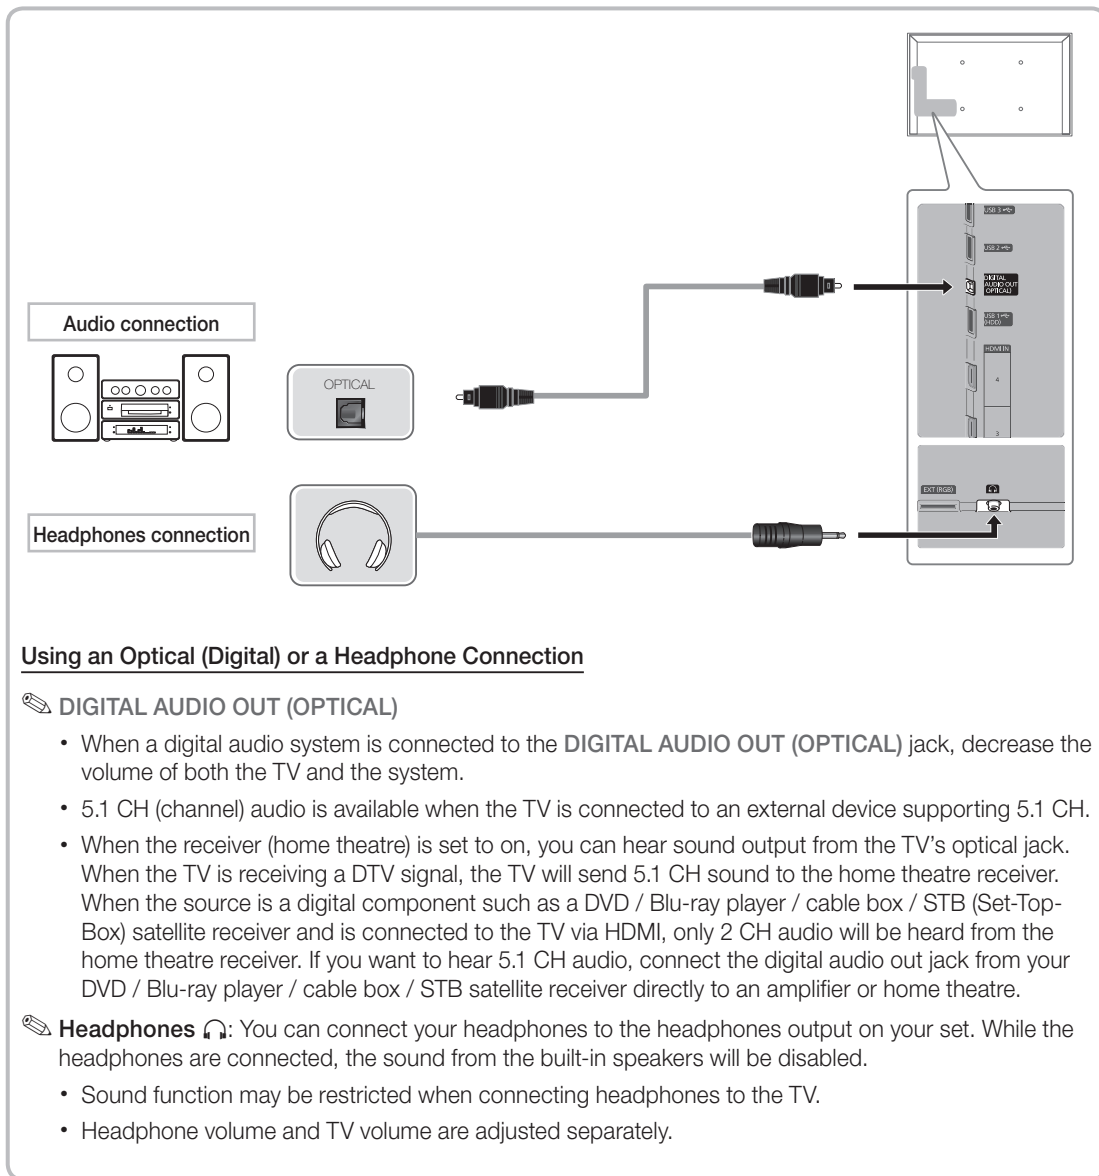 USB 3
USB 2
DIGITAL
AUDIO OUT
(OPTICAL)
USB 1
(HDD)
HDMI IN
4
3
Audio connection
OPTICAL
EXT (RGB)
Headphones connection
Using an Optical (Digital) or a Headphone Connection
DIGITAL AUDIO OUT (OPTICAL)
• When a digital audio system is connected to the DIGITAL AUDIO OUT (OPTICAL) jack, decrease the
volume of both the TV and the system.
• 5.1 CH (channel) audio is available when the TV is connected to an external device supporting 5.1 CH.
• When the receiver (home theatre) is set to on, you can hear sound output from the TV’s optical jack.
When the TV is receiving a DTV signal, the TV will send 5.1 CH sound to the home theatre receiver.
When the source is a digital component such as a DVD / Blu-ray player / cable box / STB (Set-Top-
Box) satellite receiver and is connected to the TV via HDMI, only 2 CH audio will be heard from the
home theatre receiver. If you want to hear 5.1 CH audio, connect the digital audio out jack from your
DVD / Blu-ray player / cable box / STB satellite receiver directly to an amplifier or home theatre.
Headphones : You can connect your headphones to the headphones output on your set. While the
headphones are connected, the sound from the built-in speakers will be disabled.
• Sound function may be restricted when connecting headphones to the TV.
• Headphone volume and TV volume are adjusted separately.